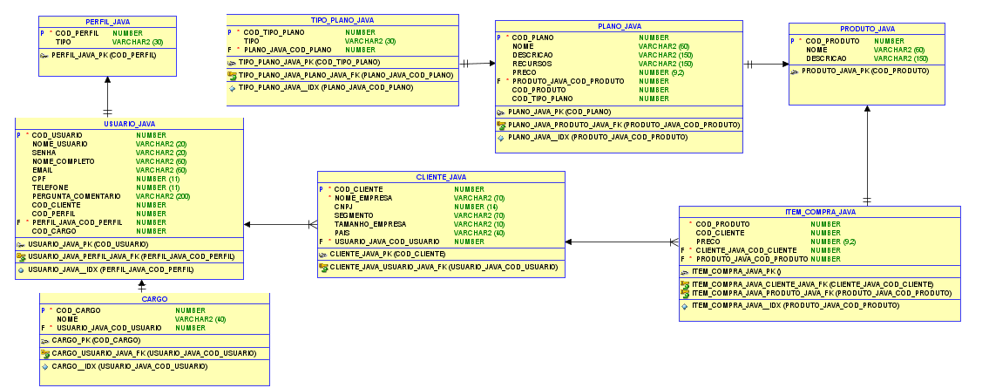 PERFIL_JAVA
P * COD_PERFIL NUMBER
TIPO VARCHAR2 (30)
PERFIL_JAVA_PK (COD_PERFIL)
TIPO_PLANO_JAVA
P * COD_TIPO_PLANO NUMBER
TIPO VARCHAR2 (30)
F * PLANO_JAVA_COD_PLANO NUMBER
TIPO_PLANO_JAVA_PK (COD_TIPO_PLANO)
TIPO_PLANO_JAVA_PLANO_JAVA_FK (PLANO_JAVA_COD_PLANO)
TIPO_PLANO_JAVA__IDX (PLANO_JAVA_COD_PLANO)
PLANO_JAVA
P * COD_PLANO NUMBER
NOME VARCHAR2 (60)
DESCRICAO VARCHAR2 (150)
RECURSOS VARCHAR2 (150)
PRECO NUMBER (9,2)
F * PRODUTO_JAVA_COD_PRODUTO NUMBER
COD_PRODUTO NUMBER
COD_TIPO_PLANO NUMBER
PLANO_JAVA_PK (COD_PLANO)
PLANO_JAVA_PRODUTO_JAVA_FK (PRODUTO_JAVA_COD_PRODUTO)
PLANO_JAVA__IDX (PRODUTO_JAVA_COD_PRODUTO)
PRODUTO_JAVA
P * COD_PRODUTO NUMBER
NOME VARCHAR2 (60)
DESCRICAO VARCHAR2 (150)
PRODUTO_JAVA_PK (COD_PRODUTO)
USUARIO_JAVA
P * COD_USUARIO NUMBER
NOME_USUARIO VARCHAR2 (20)
SENHA VARCHAR2 (20)
NOME_COMPLETO VARCHAR2 (60)
EMAIL VARCHAR2 (60)
CPF NUMBER (11)
TELEFONE NUMBER (11)
PERGUNTA_COMENTARIO VARCHAR2 (200)
COD_CLIENTE NUMBER
COD_PERFIL NUMBER
F * PERFIL_JAVA_COD_PERFIL NUMBER
COD_CARGO NUMBER
USUARIO_JAVA_PK (COD_USUARIO)
USUARIO_JAVA_PERFIL_JAVA_FK (PERFIL_JAVA_COD_PERFIL)
USUARIO_JAVA__IDX (PERFIL_JAVA_COD_PERFIL)
CLIENTE_JAVA
P * COD_CLIENTE NUMBER
* NOME_EMPRESA VARCHAR2 (70)
CNPJ NUMBER (14)
SEGMENTO VARCHAR2 (70)
TAMANHO_EMPRESA VARCHAR2 (10)
PAIS VARCHAR2 (40)
F * USUARIO_JAVA_COD_USUARIO NUMBER
CLIENTE_JAVA_PK (COD_CLIENTE)
CLIENTE_JAVA_USUARIO_JAVA_FK (USUARIO_JAVA_COD_USUARIO)
ITEM_COMPRA_JAVA
* COD_PRODUTO NUMBER
COD_CLIENTE NUMBER
PRECO NUMBER (9,2)
F * CLIENTE_JAVA_COD_CLIENTE NUMBER
F * PRODUTO_JAVA_COD_PRODUTO NUMBER
ITEM_COMPRA_JAVA_PK ()
ITEM_COMPRA_JAVA_CLIENTE_JAVA_FK (CLIENTE_JAVA_COD_CLIENTE)
ITEM_COMPRA_JAVA_PRODUTO_JAVA_FK (PRODUTO_JAVA_COD_PRODUTO)
ITEM_COMPRA_JAVA__IDX (PRODUTO_JAVA_COD_PRODUTO)
CARGO
P * COD_CARGO NUMBER
NOME VARCHAR2 (40)
F * USUARIO_JAVA_COD_USUARIO NUMBER
CARGO_PK (COD_CARGO)
CARGO_USUARIO_JAVA_FK (USUARIO_JAVA_COD_USUARIO)
CARGO__IDX (USUARIO_JAVA_COD_USUARIO)